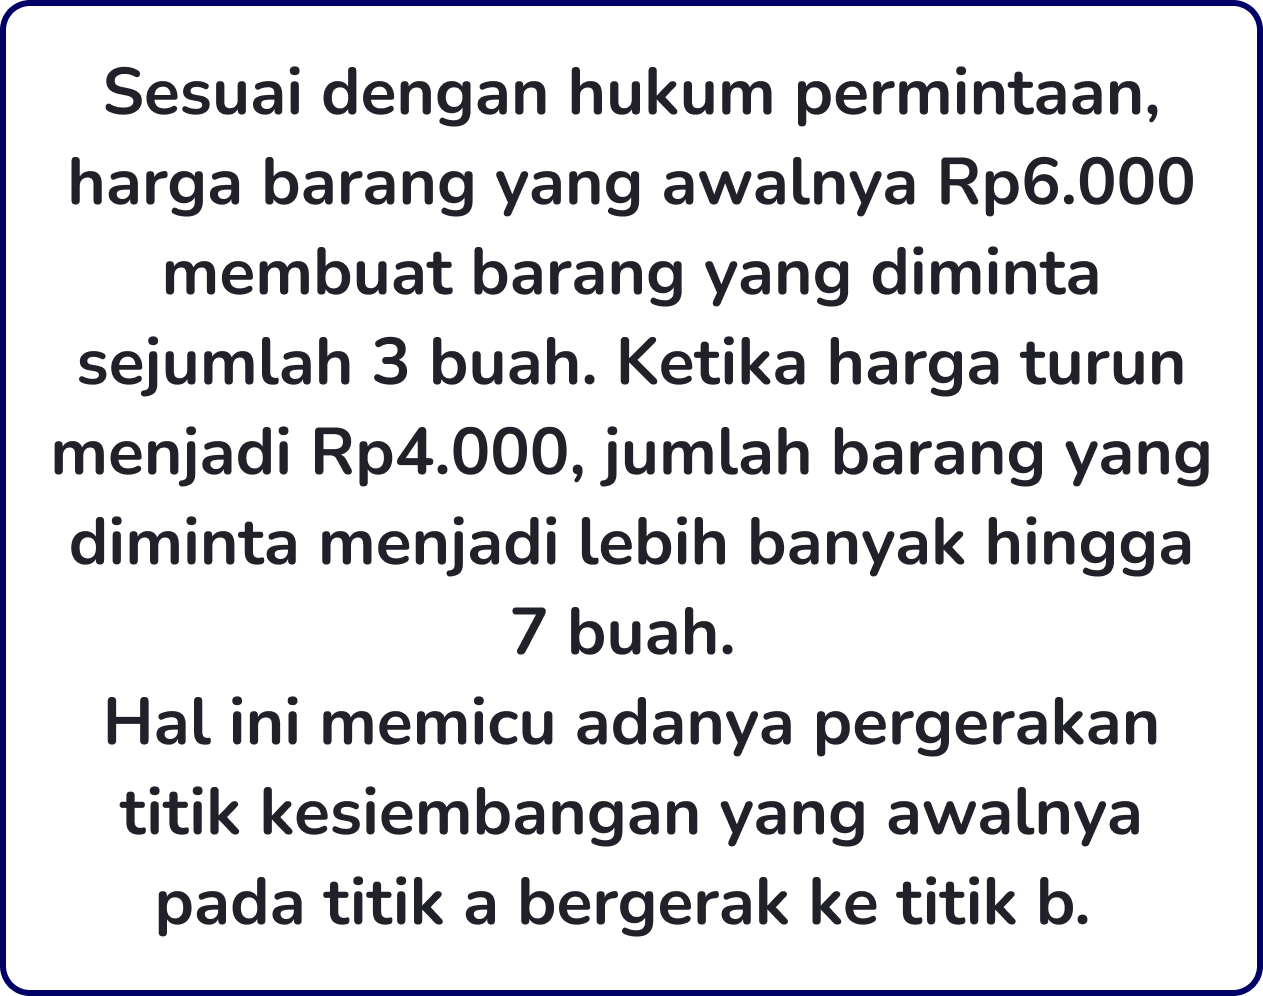 Sesuai dengan hukum permintaan,
harga barang yang awalnya Rp6.000
membuat barang yang diminta
sejumlah 3 buah. Ketika harga turun
menjadi Rp4.000, jumlah barang yang
diminta menjadi lebih banyak hingga
7 buah.
Hal ini memicu adanya pergerakan
titik kesiembangan yang awalnya
pada titik a bergerak ke titik b.